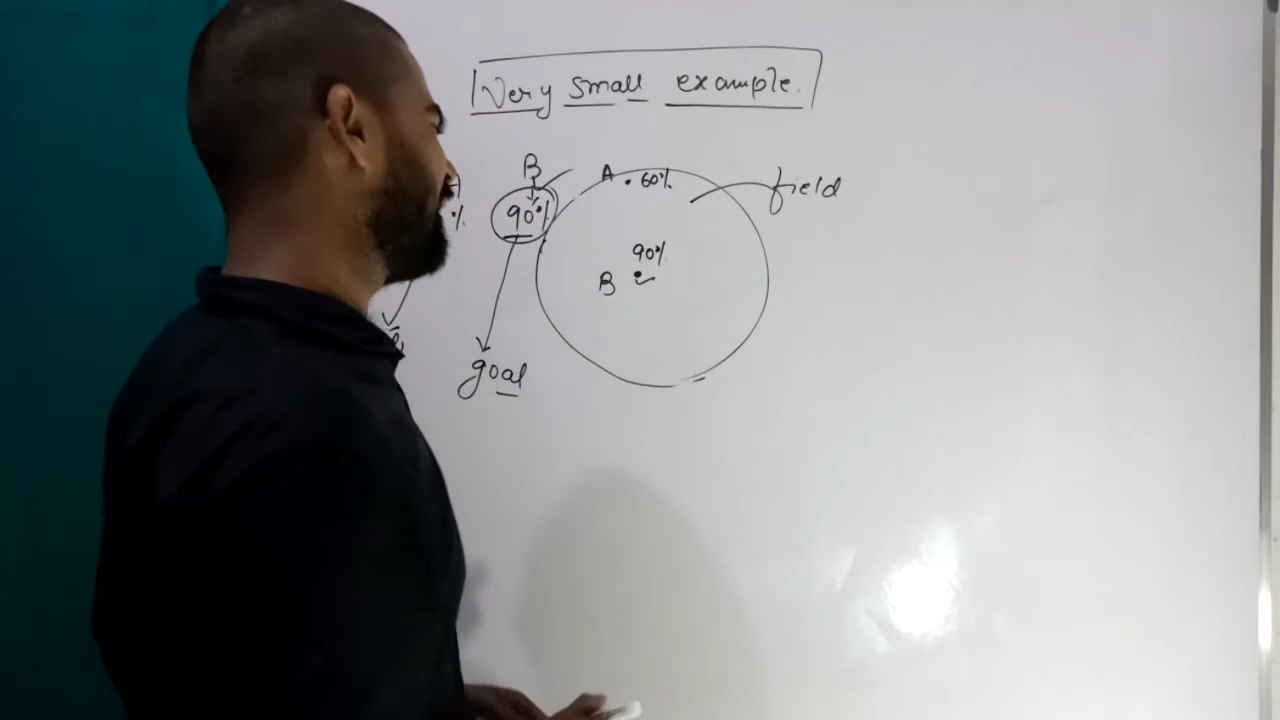 Very small example.
B A . 60% field
% 90%
90%
B
goal